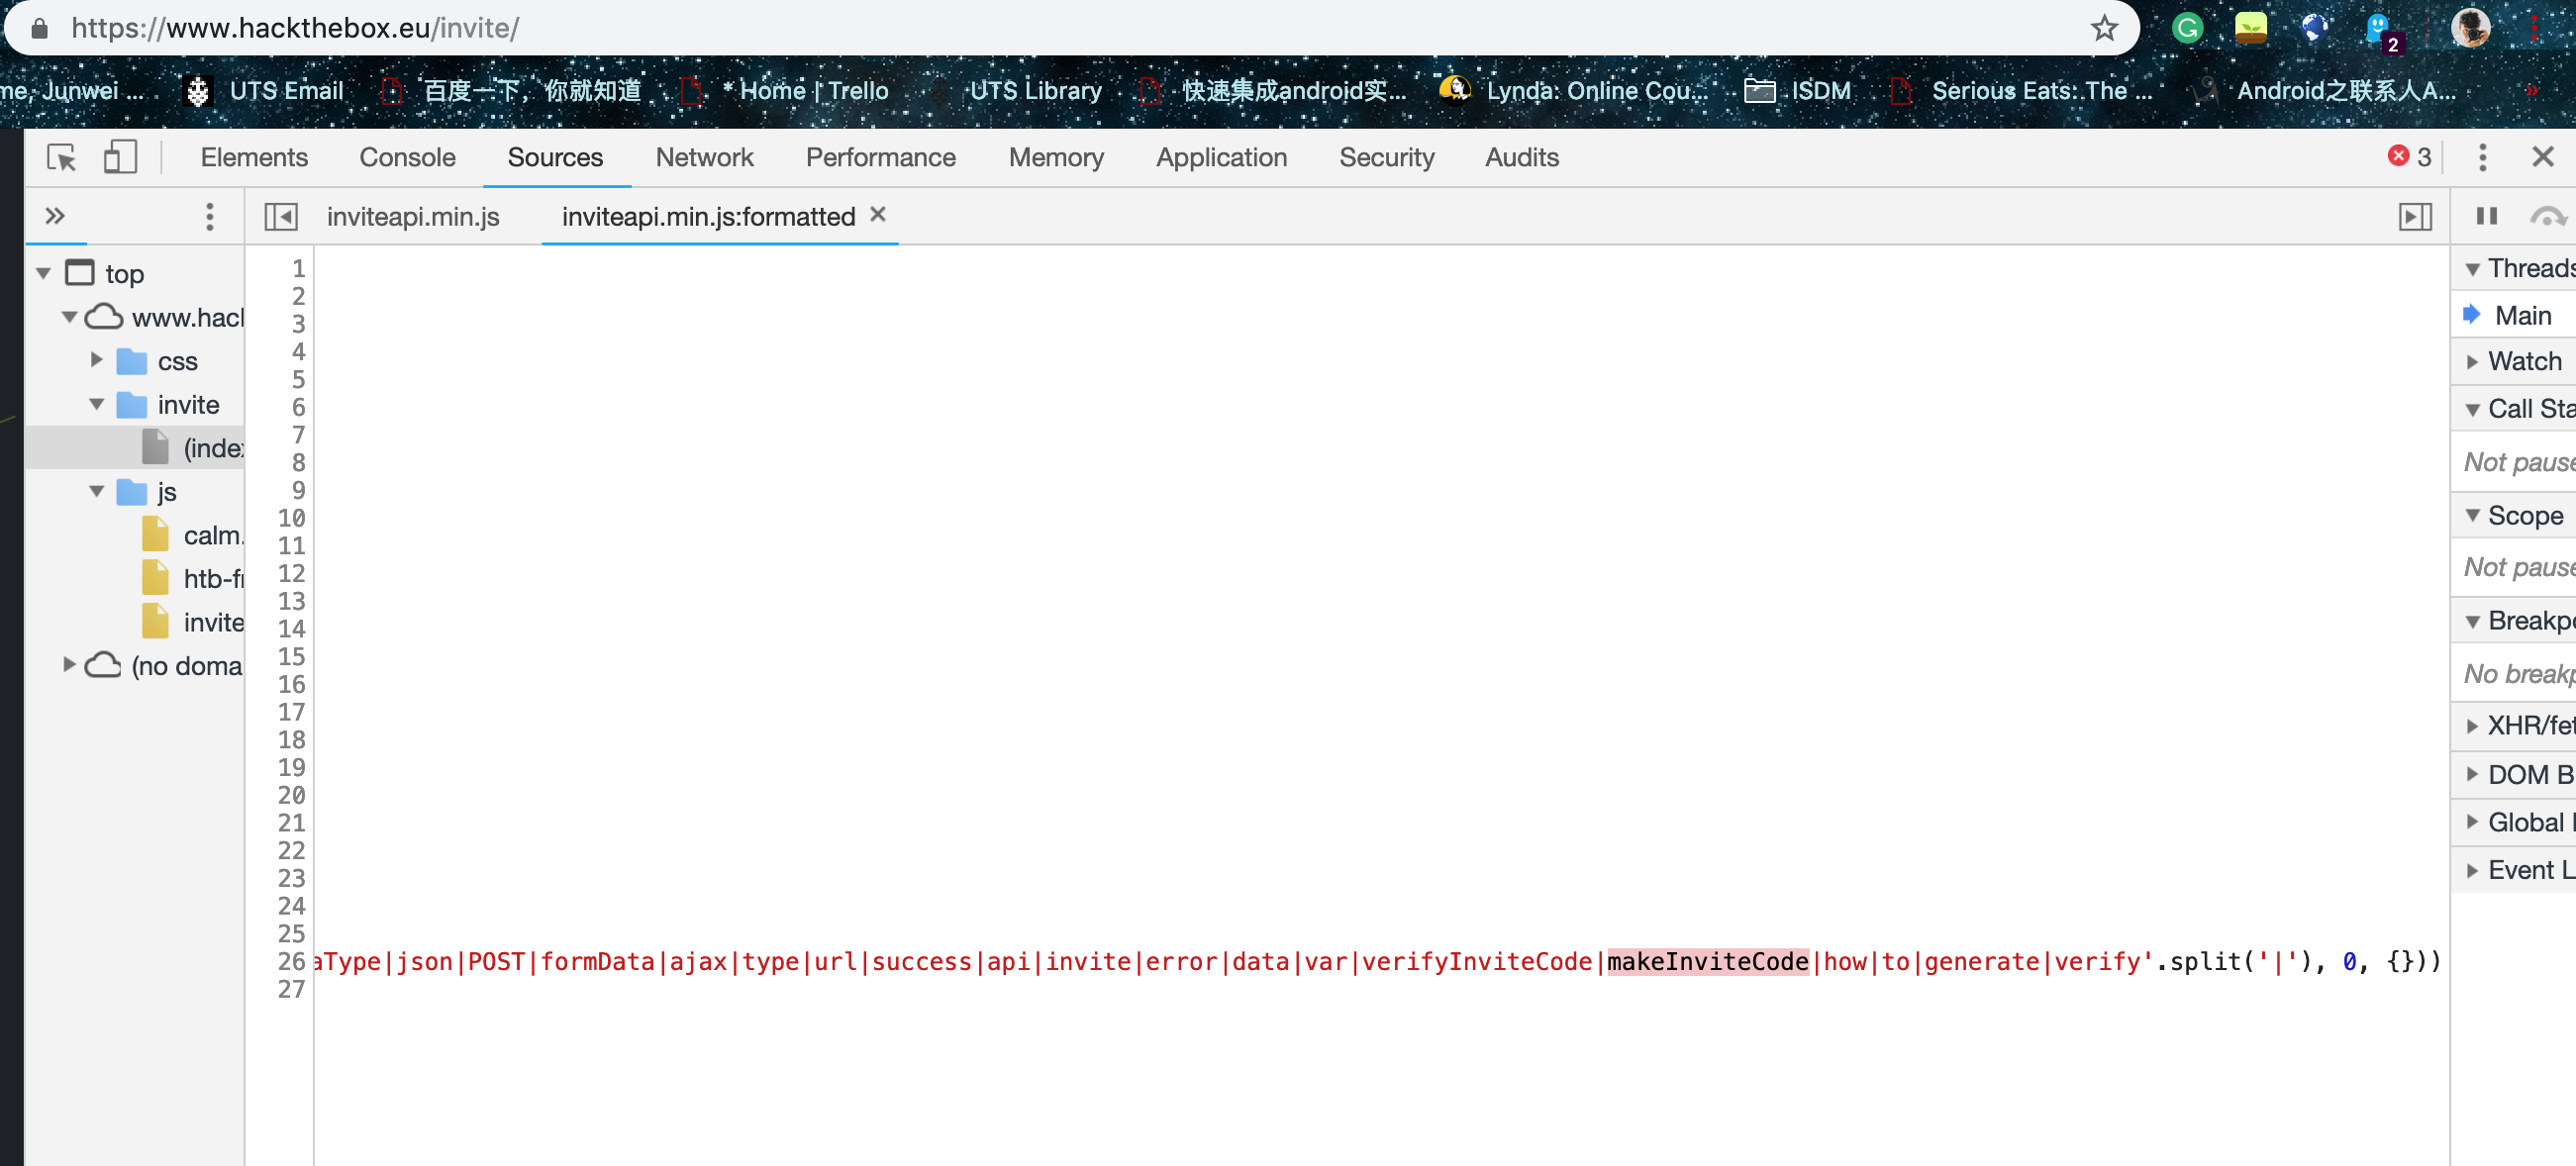 https://www.hackthebox.eu/invite/
2
me, Junwei ... UTS Email 百度一下，你就知道 * Home | Trello UTS Library 快速集成android实... Lynda: Online Cou... ISDM Serious Eats: The ... Android之联系人A... »
Elements Console Sources Network Performance Memory Application Security Audits 3
» inviteapi.min.js inviteapi.min.js:formatted
top
www.hack
css
invite
(index
js
calm.
htb-fr
invite
(no doma
1
2
3
4
5
6
7
8
9
10
11
12
13
14
15
16
17
18
19
20
21
22
23
24
25
26 aType|json|POST|formData|ajax|type|url|success|api|invite|error|data|var|verifyInviteCode|makeInviteCode|how|to|generate|verify'.split('|'), 0, {}))
27
Threads
Main
Watch
Call Sta
Not pause
Scope
Not pause
Breakpo
No breakp
XHR/fet
DOM B
Global
Event L